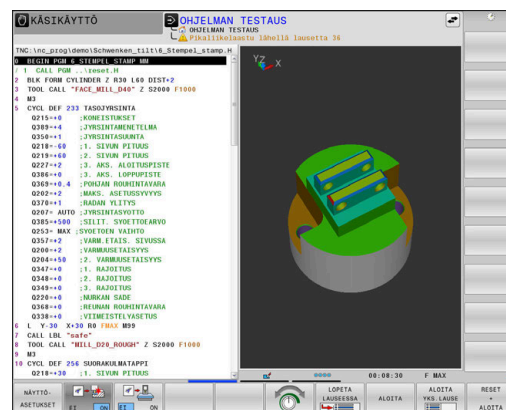 KÄSIKÄYTTÖ
OHJELMAN TESTAUS
OHJELMAN TESTAUS
Pikaliikelaastu lähellä lausetta 36
TNC:\nc_prog\demo\Schwenken_tilt\6_Stempel_stamp.H
0 BEGIN PGM 6_STEMPEL_STAMP MM
/ 1 CALL PGM ..\reset.H
2 BLK FORM CYLINDER Z R30 L60 DIST+2
3 TOOL CALL "FACE_MILL_D40" Z S2000 F1000
4 M3
5 CYCL DEF 233 TASOJYRSINTA
Q215=+0 ;KONEISTUKSET
Q389=+4 ;JYRSINTAMENETELMA
Q350=+1 ;JYRSINTASUUNTA
Q218=-60 ;1. SIVUN PITUUS
Q219=+60 ;2. SIVUN PITUUS
Q227=+2 ;3. AKS. ALOITUSPISTE
Q386=+0 ;3. AKS. LOPPUPISTE
Q369=+0.4 ;POHJAN ROUHINTAVARA
Q202=+2 ;MAKS. ASETUSSYVYYS
Q370=+1 ;RADAN YLITYS
Q207= AUTO ;JYRSINTASYOTTO
Q385=+500 ;SILIT. SYOETTOEARVO
Q253= MAX ;SYOETOEN VAIHTO
Q357=+2 ;VARM.ETAIS. SIVUSSA
Q200=+2 ;VARMUUSETAISYYS
Q204=+50 ;2. VARMUUSETAISYYS
Q347=+0 ;1. RAJOITUS
Q348=+0 ;2. RAJOITUS
Q349=+0 ;3. RAJOITUS
Q220=+0 ;NURKAN SADE
Q368=+0 ;REUNAN ROUHINTAVARA
Q338=+0 ;VIIMEISTELYASETUS
6 L Y-30 X+30 R0 FMAX M99
7 CALL LBL "safe"
8 TOOL CALL "MILL_D20_ROUGH" Z S2000 F1000
9 M3
10 CYCL DEF 256 SUORAKULMATAPPI
Q218=+30 ;1. SIVUN PITUUS
YZ X
00:08:30 F MAX
NÄYTTÖ-
ASETUKSET
EI ON
EI ON
LOPETA
LAUSEESSA
ALOITA
ALOITA
YKS. LAUSE
RESET
+
ALOITA